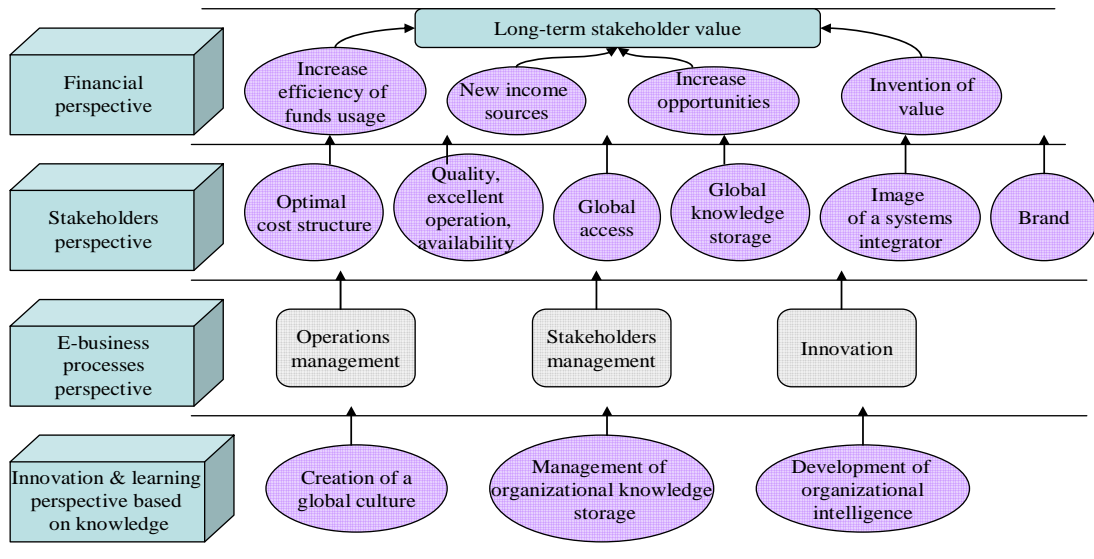 Long-term stakeholder value
Financial
perspective
Increase
efficiency of
funds usage
New income
sources
Increase
opportunities
Invention of
value
Stakeholders
perspective
Optimal
cost structure
Quality,
excellent
operation,
availability
Global
access
Global
knowledge
storage
Image
of a systems
integrator
Brand
E-business
processes
perspective
Operations
management
Stakeholders
management
Innovation
Innovation & learning
perspective based
on knowledge
Creation of a
global culture
Management of
organizational knowledge
storage
Development of
organizational
intelligence